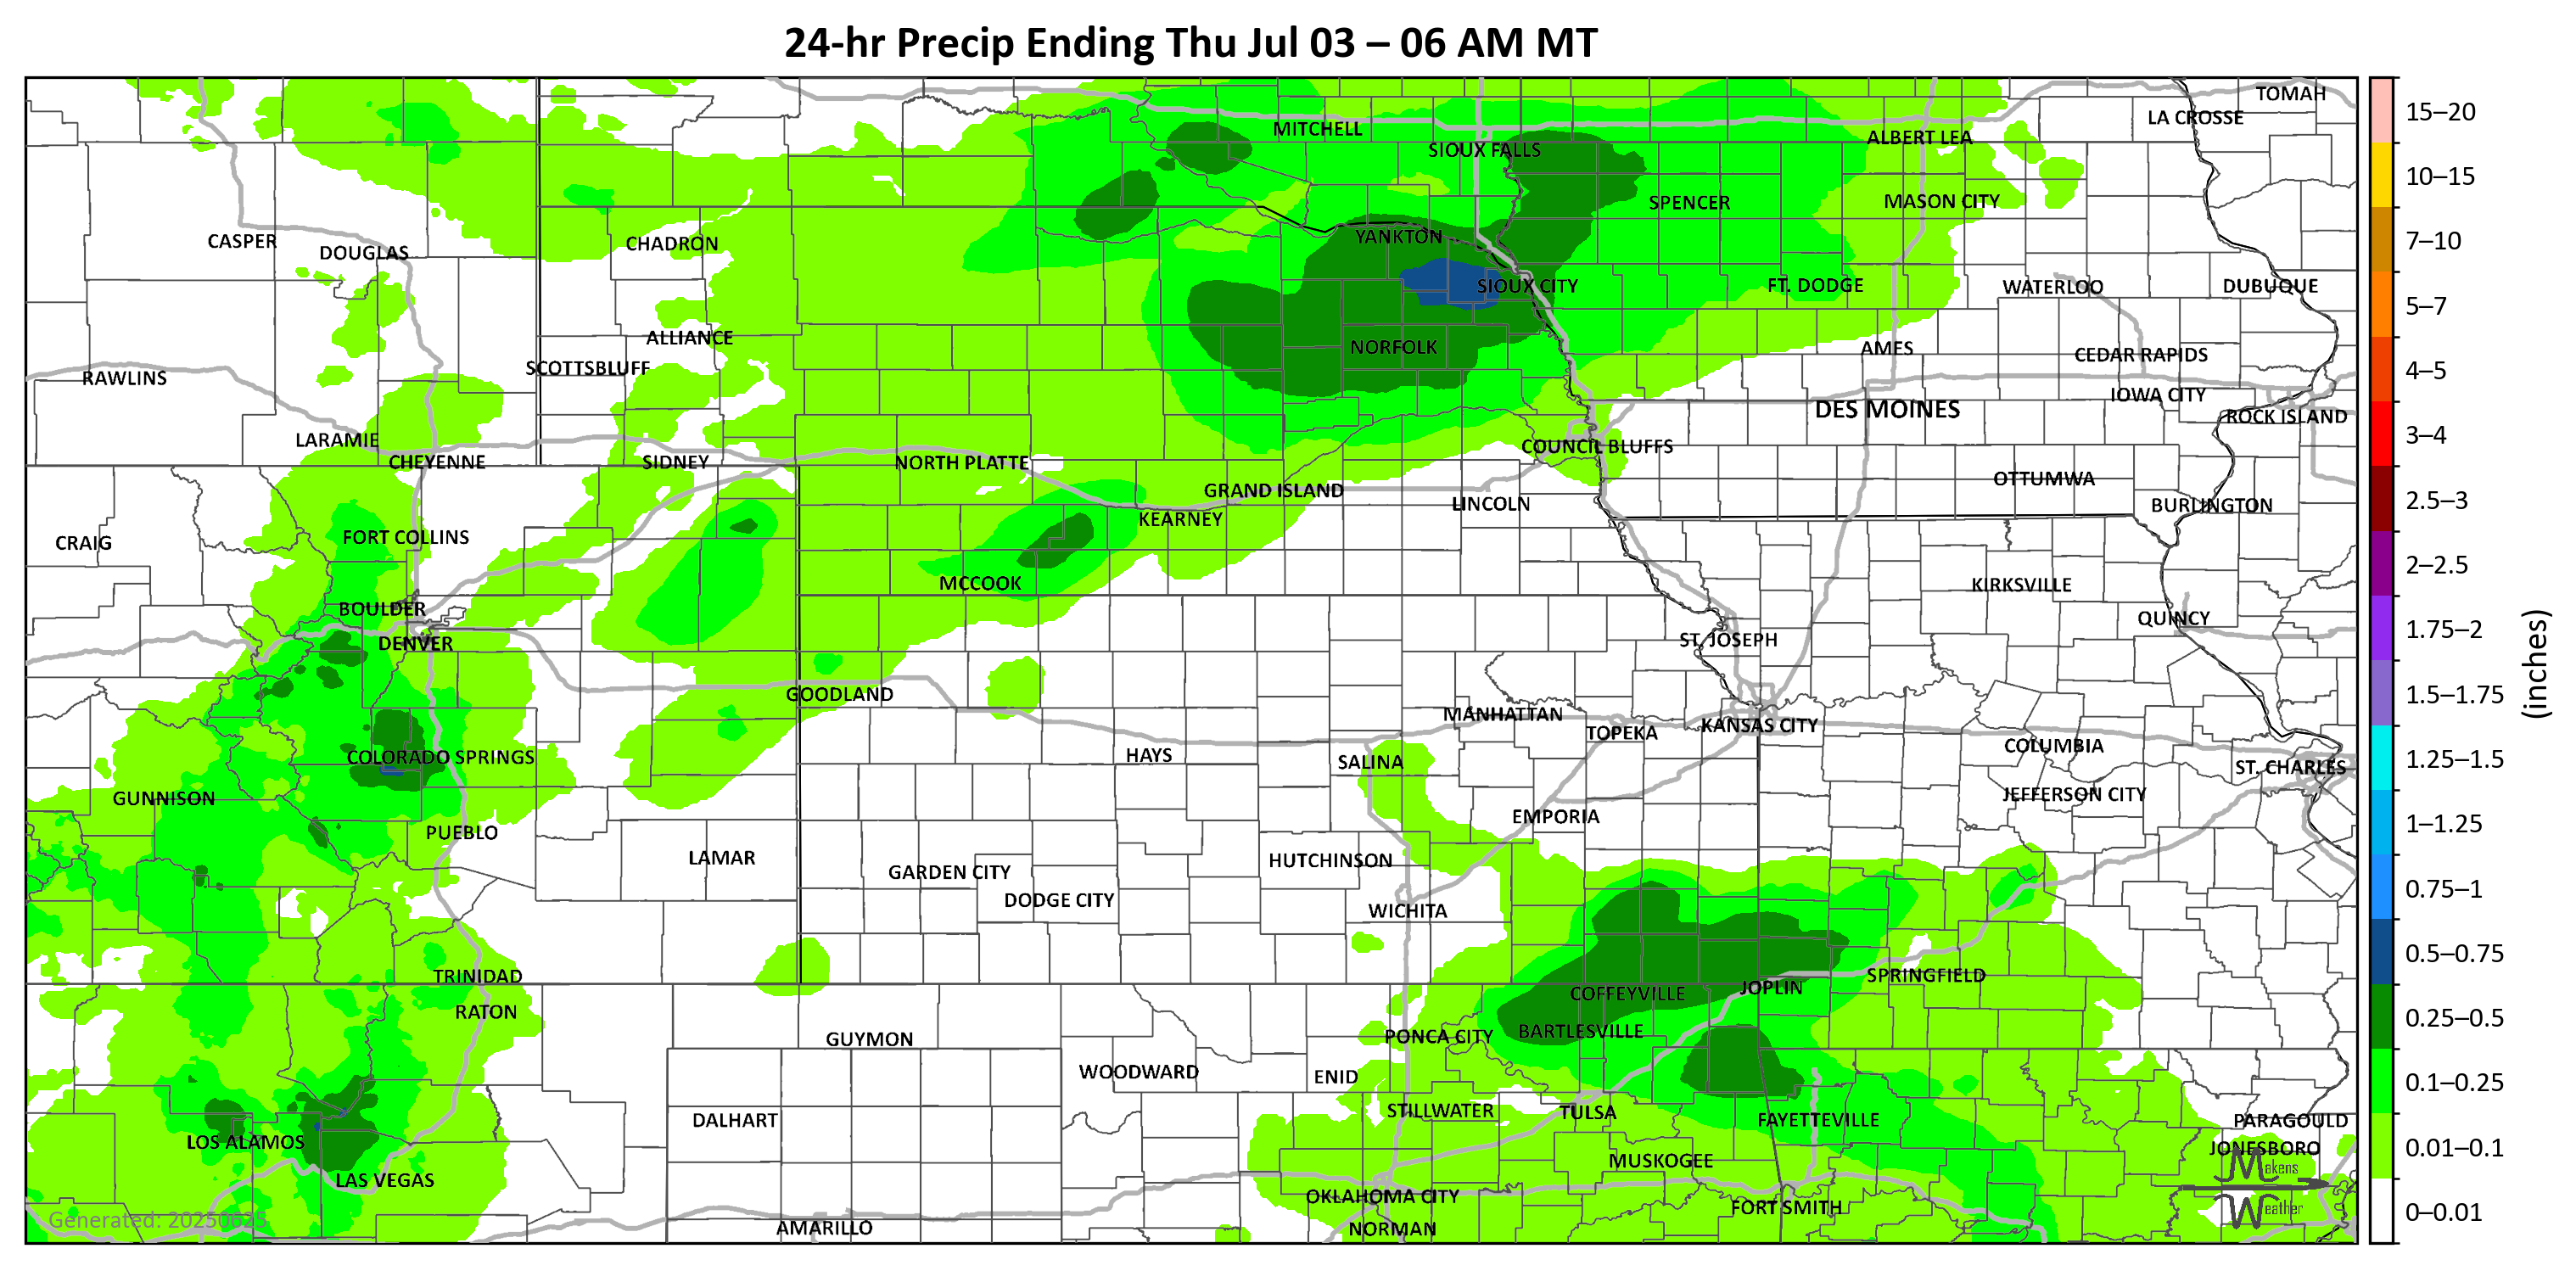 24-hr Precip Ending Thu Jul 03 – 06 AM MT
TOMAH
LA CROSSE
MITCHELL
ALBERT LEA
SIOUX FALLS
SPENCER
MASON CITY
YANKTON
CASPER
CHADRON
DOUGLAS
SIOUX CITY
FT. DODGE
WATERLOO
DUBUQUE
ALLIANCE
NORFOLK
AMES
CEDAR RAPIDS
SCOTTSBLUFF
RAWLINS
IOWA CITY
DES MOINES
ROCK ISLAND
LARAMIE
COUNCIL BLUFFS
CHEYENNE
SIDNEY
NORTH PLATTE
OTTUMWA
GRAND ISLAND
LINCOLN
BURLINGTON
KEARNEY
FORT COLLINS
CRAIG
MCCOOK
KIRKSVILLE
BOULDER
QUINCY
DENVER
ST. JOSEPH
GOODLAND
MANHATTAN
TOPEKA
KANSAS CITY
COLUMBIA
COLORADO SPRINGS
HAYS
SALINA
ST. CHARLES
GUNNISON
JEFFERSON CITY
EMPORIA
PUEBLO
LAMAR
HUTCHINSON
GARDEN CITY
DODGE CITY
WICHITA
TRINIDAD
SPRINGFIELD
JOPLIN
COFFEYVILLE
RATON
BARTLESVILLE
GUYMON
PONCA CITY
WOODWARD
ENID
STILLWATER
TULSA
DALHART
FAYETTEVILLE
PARAGOULD
LOS ALAMOS
JONESBORO
MUSKOGEE
LAS VEGAS
OKLAHOMA CITY
FORT SMITH
AMARILLO
NORMAN
Generated: 20250625
Makens
Weather
15–20
10–15
7–10
5–7
4–5
3–4
2.5–3
2–2.5
1.75–2
1.5–1.75
1.25–1.5
1–1.25
0.75–1
0.5–0.75
0.25–0.5
0.1–0.25
0.01–0.1
0–0.01
(inches)